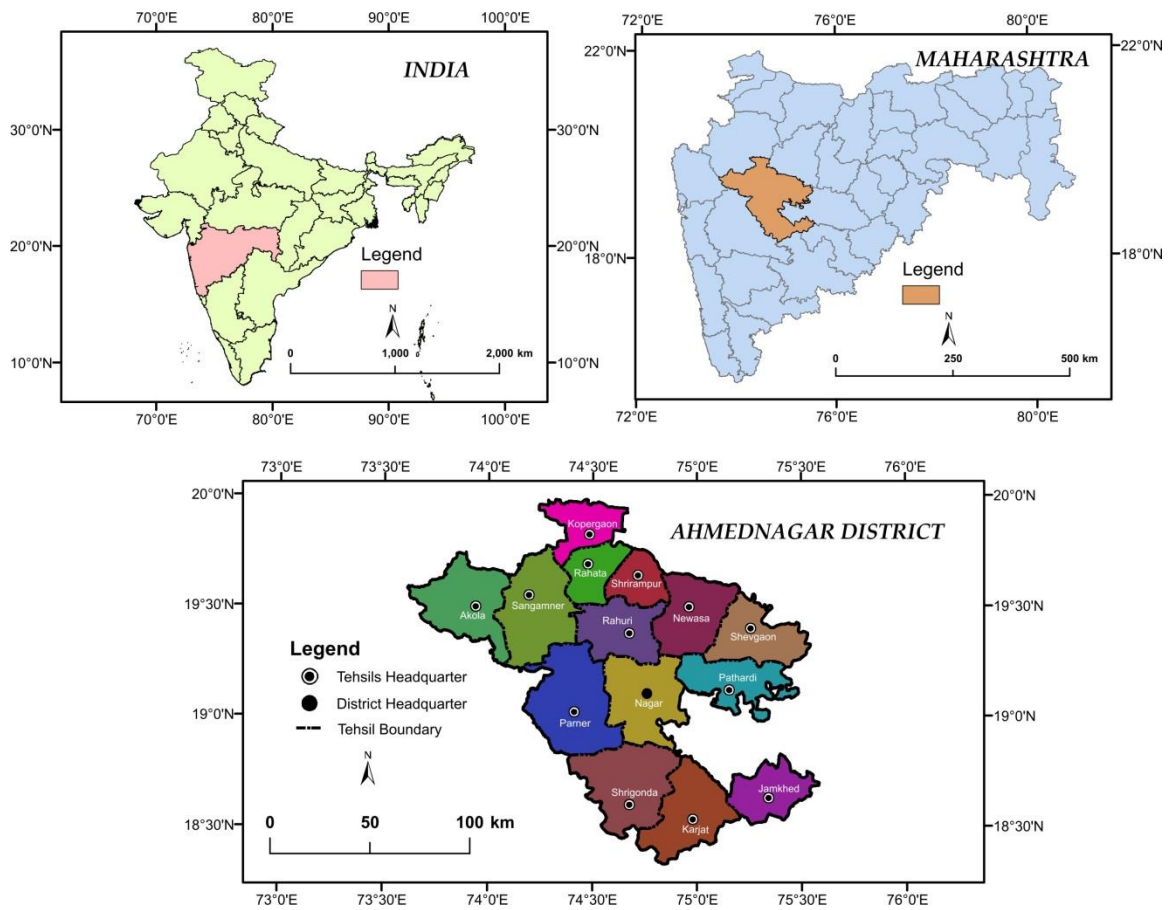 70°0'E 80°0'E 90°0'E 100°0'E
INDIA
30°0'N
20°0'N
10°0'N
Legend
N
0 1,000 2,000 km
70°0'E 80°0'E 90°0'E 100°0'E
72°0'E 76°0'E 80°0'E
22°0'N
22°0'N
MAHARASHTRA
18°0'N
18°0'N
Legend
N
0 250 500 km
72°0'E 76°0'E 80°0'E
73°0'E 73°30'E 74°0'E 74°30'E 75°0'E 75°30'E 76°0'E
20°0'N
20°0'N
AHMEDNAGAR DISTRICT
Kopergaon
Rahata
Shrirampur
19°30'N
19°30'N
Akola
Sangamner
Rahuri
Newasa
Shevgaon
Pathardi
Nagar
Parner
19°0'N
19°0'N
Shrigonda
Karjat
Jamkhed
18°30'N
18°30'N
Legend
Tehsils Headquarter
District Headquarter
Tehsil Boundary
N
0 50 100 km
73°0'E 73°30'E 74°0'E 74°30'E 75°0'E 75°30'E 76°0'E